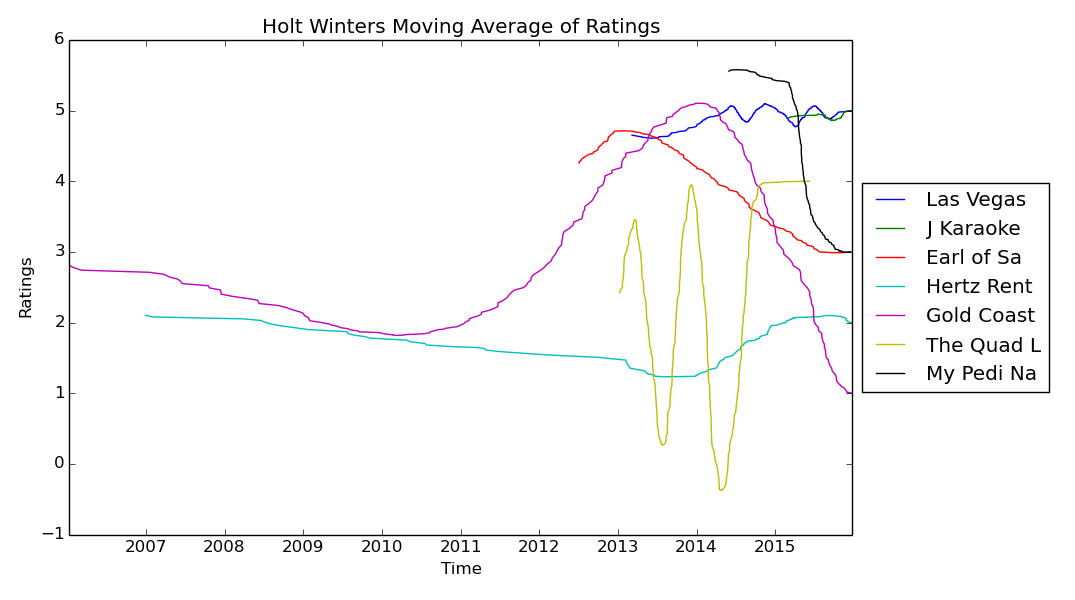 Holt Winters Moving Average of Ratings
6
5
4
3
2
1
0
−1
Ratings
2007 2008 2009 2010 2011 2012 2013 2014 2015
Time
Las Vegas
J Karaoke
Earl of Sa
Hertz Rent
Gold Coast
The Quad L
My Pedi Na